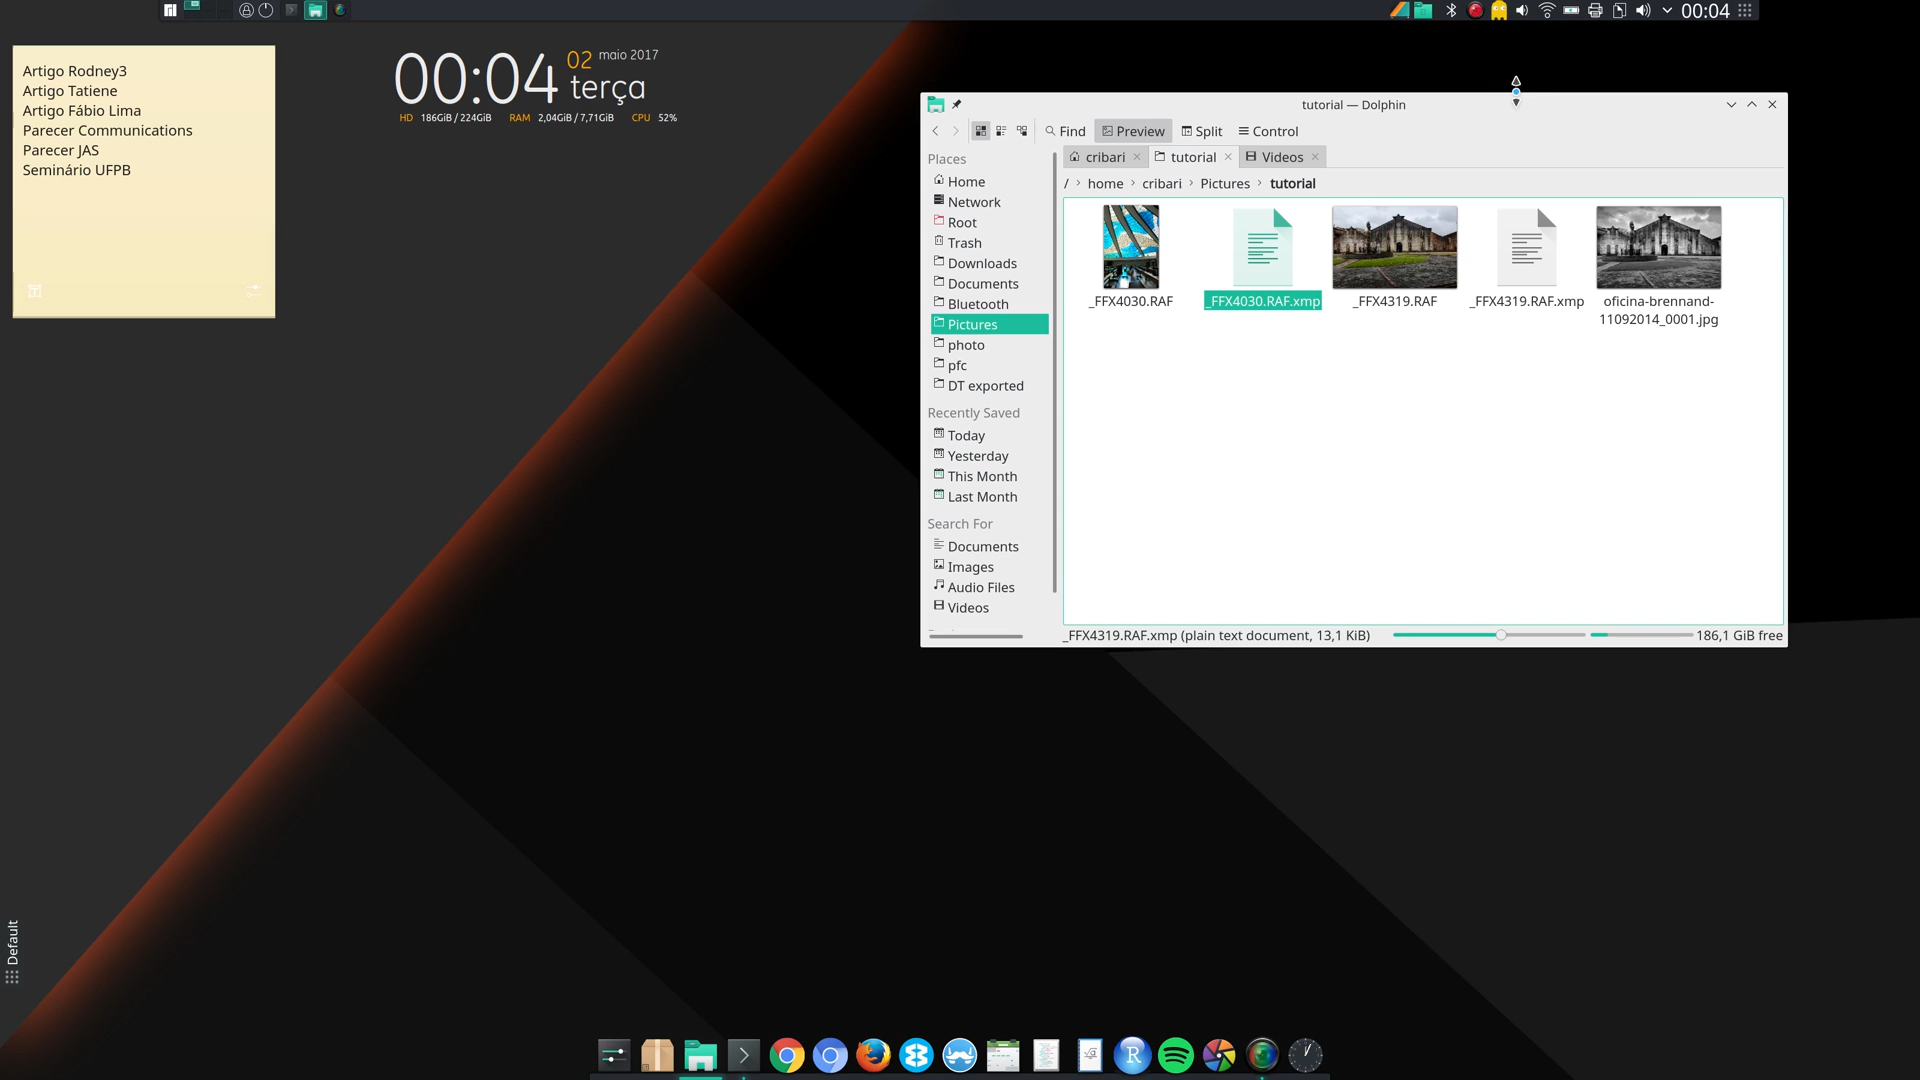 00:04
Artigo Rodney3
Artigo Tatiene
Artigo Fábio Lima
Parecer Communications
Parecer JAS
Seminário UFPB
00:04
02 maio 2017
terça
HD 186GiB / 224GiB RAM 2,04GiB / 7,71GiB CPU 52%
tutorial — Dolphin
Find Preview Split Control
cribari tutorial Videos
/ > home > cribari > Pictures > tutorial
Places
Home
Network
Root
Trash
Downloads
Documents
Bluetooth
Pictures
photo
pfc
DT exported
Recently Saved
Today
Yesterday
This Month
Last Month
Search For
Documents
Images
Audio Files
Videos
_FFX4030.RAF
_FFX4030.RAF.xmp
_FFX4319.RAF
_FFX4319.RAF.xmp
oficina-brennand-
11092014_0001.jpg
_FFX4319.RAF.xmp (plain text document, 13,1 KiB)
186,1 GiB free
Default
R